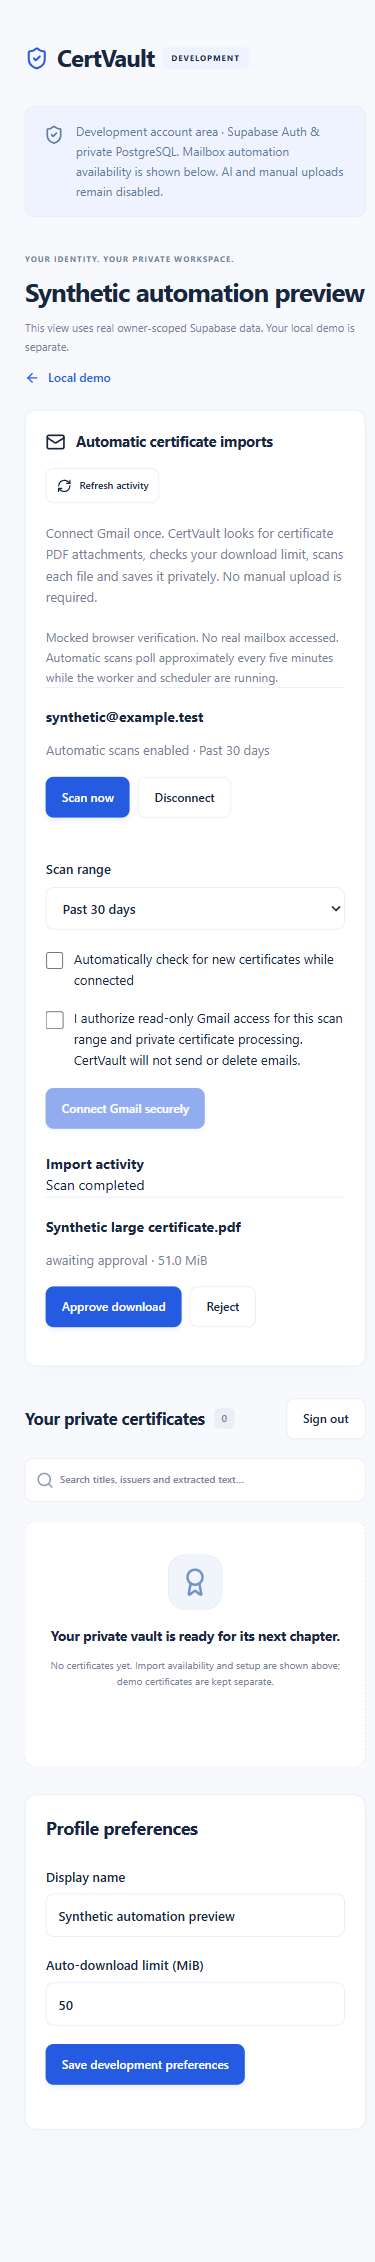 CertVault DEVELOPMENT
Development account area · Supabase Auth &
private PostgreSQL. Mailbox automation
availability is shown below. AI and manual uploads
remain disabled.
YOUR IDENTITY. YOUR PRIVATE WORKSPACE.
Synthetic automation preview
This view uses real owner-scoped Supabase data. Your local demo is
separate.
Local demo
Automatic certificate imports
Refresh activity
Connect Gmail once. CertVault looks for certificate
PDF attachments, checks your download limit, scans
each file and saves it privately. No manual upload is
required.
Mocked browser verification. No real mailbox accessed.
Automatic scans poll approximately every five minutes
while the worker and scheduler are running.
synthetic@example.test
Automatic scans enabled · Past 30 days
Scan now Disconnect
Scan range
Past 30 days
Automatically check for new certificates while
connected
I authorize read-only Gmail access for this scan
range and private certificate processing.
CertVault will not send or delete emails.
Connect Gmail securely
Import activity
Scan completed
Synthetic large certificate.pdf
awaiting approval · 51.0 MiB
Approve download Reject
Your private certificates 0 Sign out
Search titles, issuers and extracted text...
Your private vault is ready for its next chapter.
No certificates yet. Import availability and setup are shown above;
demo certificates are kept separate.
Profile preferences
Display name
Synthetic automation preview
Auto-download limit (MiB)
50
Save development preferences